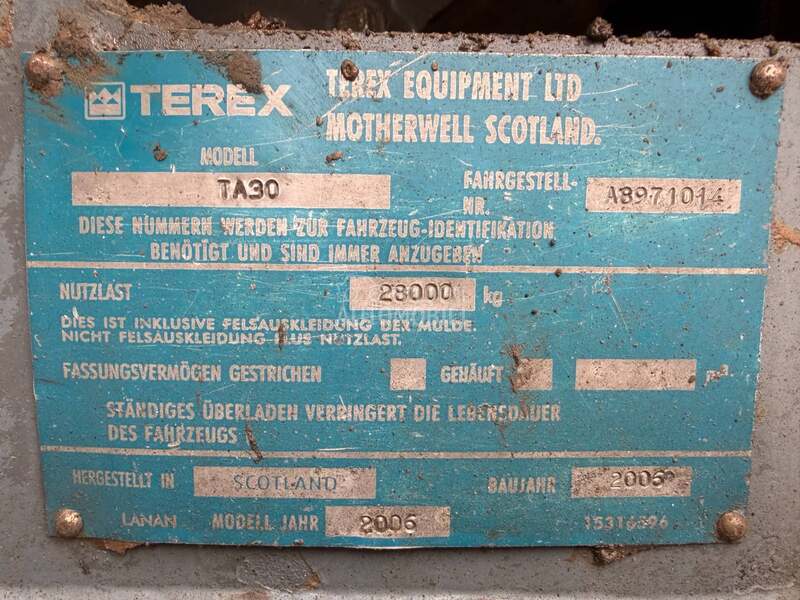 TEREX
TEREX EQUIPMENT LTD
MOTHERWELL SCOTLAND.
MODELL
TA30
FAHRGESTELL-
NR.
A8971014
DIESE NUMMERN WERDEN ZUR FAHRZEUG-IDENTIFIKATION
BENÖTIGT UND SIND IMMER ANZUGEBEN
NUTZLAST 28000 kg
DIES IST INKLUSIVE FELSAUSKLEIDUNG DER MULDE.
NICHT FELSAUSKLEIDUNG PLUS NUTZLAST.
FASSUNGSVERMÖGEN GESTRICHEN GEHÄUFT
STÄNDIGES ÜBERLADEN VERRINGERT DIE LEBENSDAUER
DES FAHRZEUGS
HERGESTELLT IN SCOTLAND BAUJAHR 2006
LANAN MODELL JAHR 2006 15316596